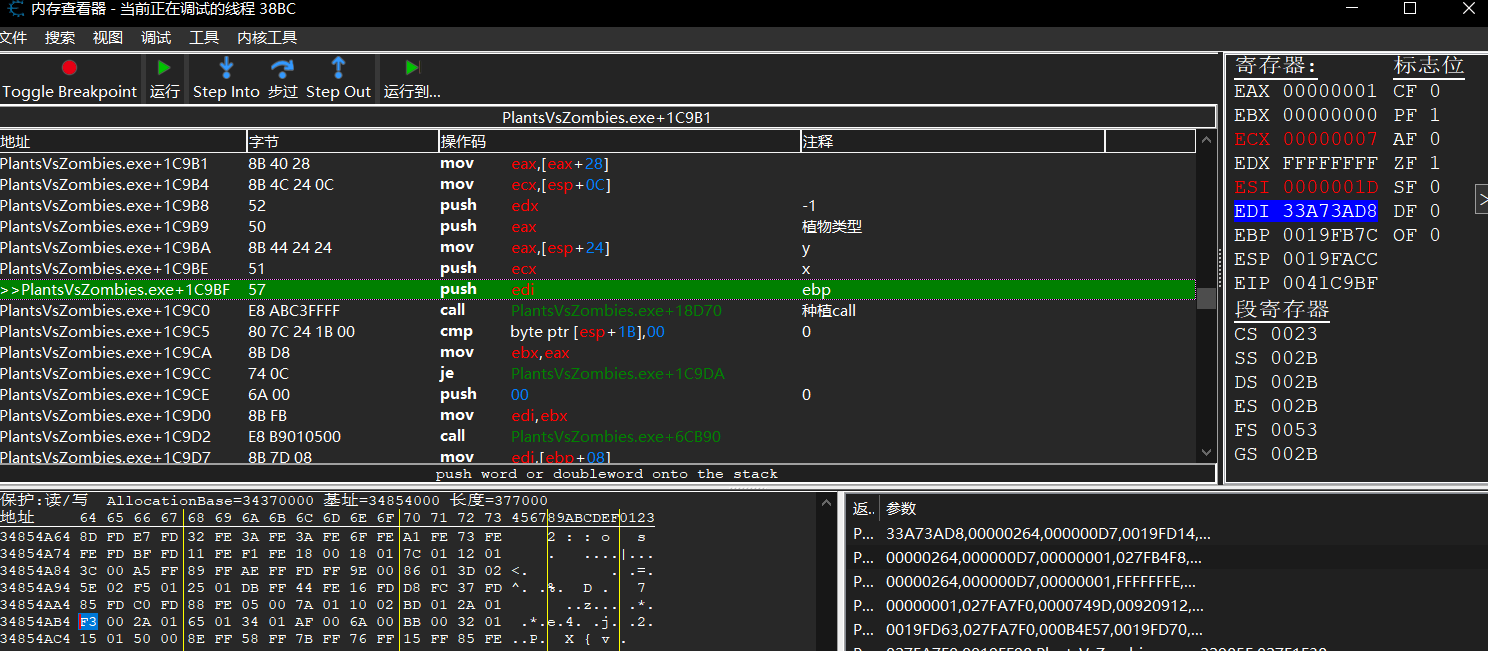 内存查看器 - 当前正在调试的线程 38BC
文件 搜索 视图 调试 工具 内核工具
Toggle Breakpoint 运行 Step Into 步过 Step Out 运行到...
PlantsVsZombies.exe+1C9B1
地址 字节 操作码 注释
PlantsVsZombies.exe+1C9B1 8B 40 28 mov eax,[eax+28]
PlantsVsZombies.exe+1C9B4 8B 4C 24 0C mov ecx,[esp+0C]
PlantsVsZombies.exe+1C9B8 52 push edx -1
PlantsVsZombies.exe+1C9B9 50 push eax 植物类型
PlantsVsZombies.exe+1C9BA 8B 44 24 24 mov eax,[esp+24] y
PlantsVsZombies.exe+1C9BE 51 push ecx x
>>PlantsVsZombies.exe+1C9BF 57 push edi ebp
PlantsVsZombies.exe+1C9C0 E8 ABC3FFFF call PlantsVsZombies.exe+18D70 种植call
PlantsVsZombies.exe+1C9C5 80 7C 24 1B 00 cmp byte ptr [esp+1B],00 0
PlantsVsZombies.exe+1C9CA 8B D8 mov ebx,eax
PlantsVsZombies.exe+1C9CC 74 0C je PlantsVsZombies.exe+1C9DA
PlantsVsZombies.exe+1C9CE 6A 00 push 00 0
PlantsVsZombies.exe+1C9D0 8B FB mov edi,ebx
PlantsVsZombies.exe+1C9D2 E8 B9010500 call PlantsVsZombies.exe+6CB90
PlantsVsZombies.exe+1C9D7 8B 7D 08 mov edi,[ebp+08]
push word or doubleword onto the stack
寄存器: 标志位
EAX 00000001 CF 0
EBX 00000000 PF 1
ECX 00000007 AF 0
EDX FFFFFFFF ZF 1
ESI 0000001D SF 0
EDI 33A73AD8 DF 0
EBP 0019FB7C OF 0
ESP 0019FACC
EIP 0041C9BF
段寄存器
CS 0023
SS 002B
DS 002B
ES 002B
FS 0053
GS 002B
>
保护:读/写 AllocationBase=34370000 基址=34854000 长度=377000
地址 64 65 66 67 68 69 6A 6B 6C 6D 6E 6F 70 71 72 73 456789ABCDEF0123
34854A64 8D FD E7 FD 32 FE 3A FE 3A FE 6F FE A1 FE 73 FE 2 : : o s
34854A74 FE FD BF FD 11 FE F1 FE 18 00 18 01 7C 01 12 01 . ....|...
34854A84 3C 00 A5 FF 89 FF AE FF FD FF 9E 00 86 01 3D 02 <. . .=.
34854A94 5E 02 F5 01 25 01 DB FF 44 FE 16 FD D8 FC 37 FD ^. .%. D . 7
34854AA4 85 FD C0 FD 88 FE 05 00 7A 01 10 02 BD 01 2A 01 ..z... .*.
34854AB4 F3 00 2A 01 65 01 34 01 AF 00 6A 00 BB 00 32 01 .*.e.4. .j. .2.
34854AC4 15 01 50 00 8E FF 58 FF 7B FF 76 FF 15 FF 85 FE ..P. X { v .
返.. 参数
P... 33A73AD8,00000264,000000D7,0019FD14,...
P... 00000264,000000D7,00000001,027FB4F8,...
P... 00000264,000000D7,00000001,FFFFFFFE,...
P... 00000001,027FA7F0,0000749D,00920912,...
P... 0019FD63,027FA7F0,000B4E57,0019FD70,...